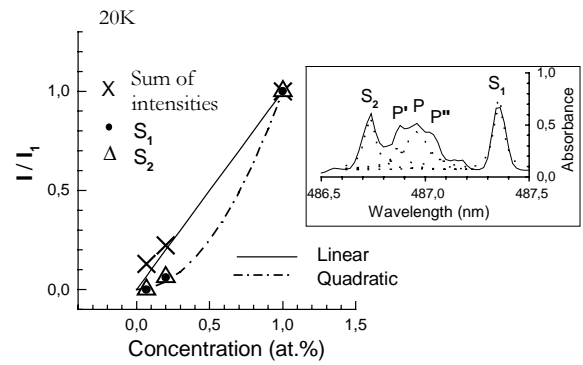 20K
I / I1
1,0
0,5
0,0
0,0 0,5 1,0 1,5
Concentration (at.%)
Sum of
intensities
S1
S2
Linear
Quadratic
S2 P' P P" S1
1,0
0,5
0,0
Absorbance
486,5 487,0 487,5
Wavelength (nm)